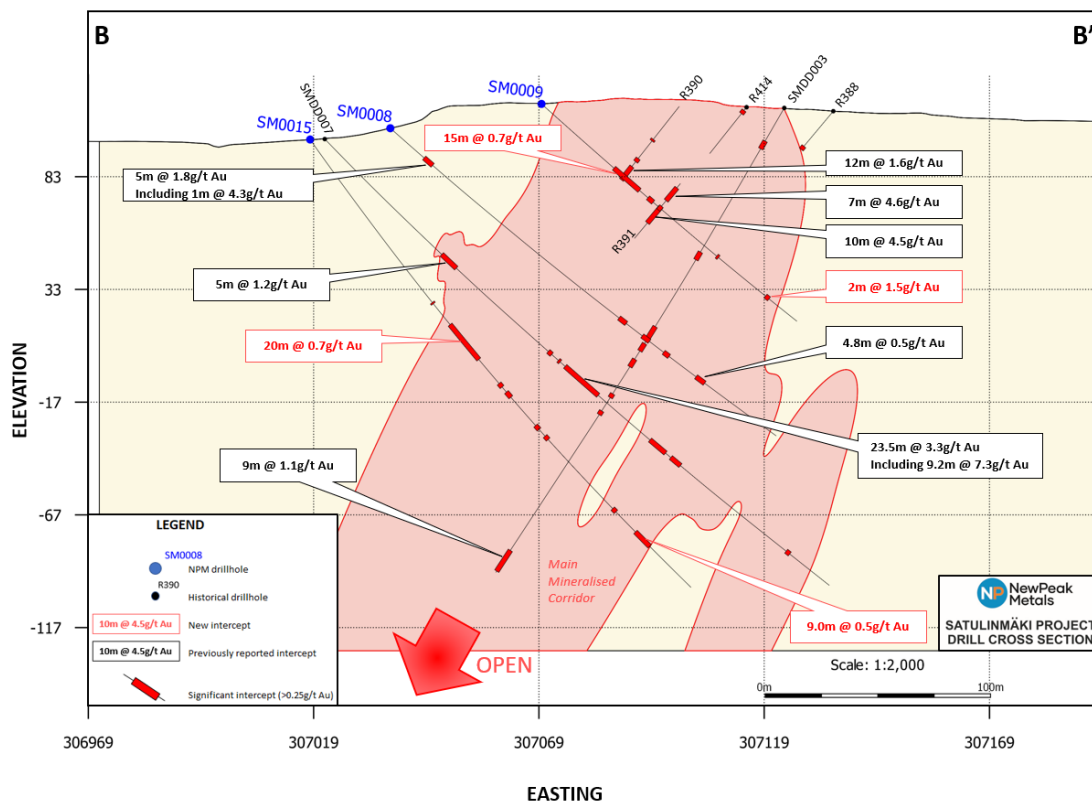 B
B'
SMDD007
SM0008
SM0015
SM0009
R390
R414
SMDD003
R388
15m @ 0.7g/t Au
5m @ 1.8g/t Au
Including 1m @ 4.3g/t Au
12m @ 1.6g/t Au
7m @ 4.6g/t Au
10m @ 4.5g/t Au
R391
5m @ 1.2g/t Au
2m @ 1.5g/t Au
20m @ 0.7g/t Au
4.8m @ 0.5g/t Au
23.5m @ 3.3g/t Au
Including 9.2m @ 7.3g/t Au
9m @ 1.1g/t Au
9.0m @ 0.5g/t Au
Main
Mineralised
Corridor
OPEN
ELEVATION
83
33
-17
-67
-117
LEGEND
SM0008
NPM drillhole
R390
Historical drillhole
10m @ 4.5g/t Au
New intercept
10m @ 4.5g/t Au
Previously reported intercept
Significant intercept (>0.25g/t Au)
NP
NewPeak
Metals
SATULINMÄKI PROJECT
DRILL CROSS SECTION
Scale: 1:2,000
0m
100m
306969
307019
307069
307119
307169
EASTING